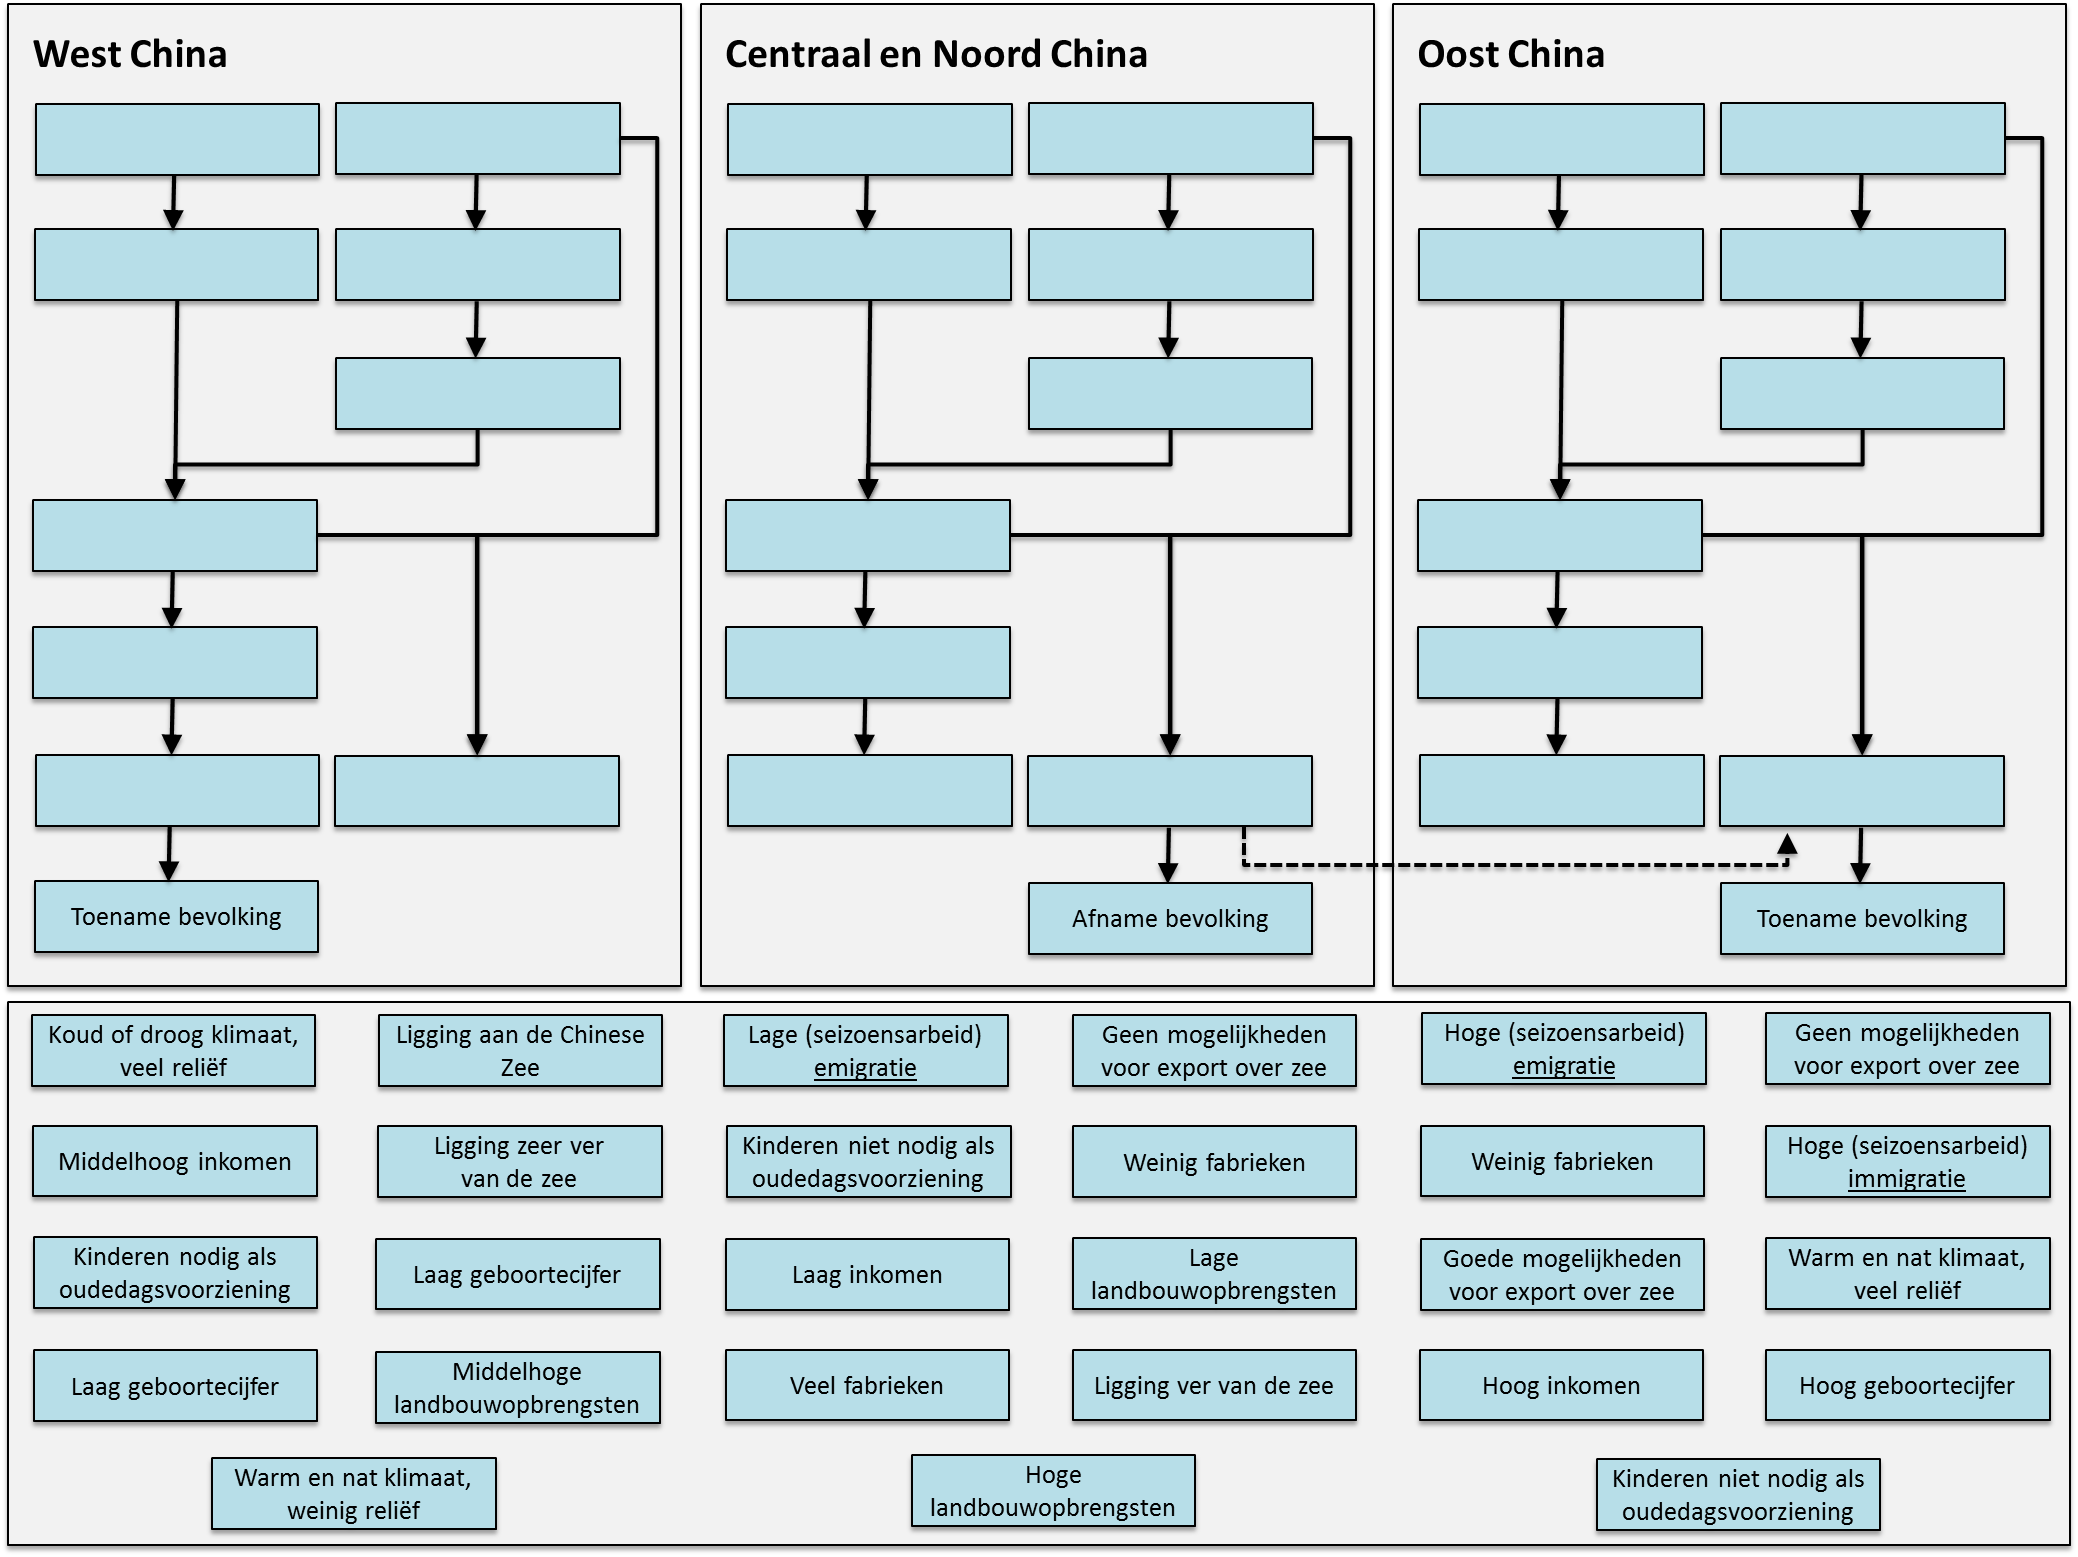 West China
Centraal en Noord China
Oost China
Toename bevolking
Afname bevolking
Toename bevolking
Koud of droog klimaat,
veel reliëf
Ligging aan de Chinese
Zee
Lage (seizoensarbeid)
emigratie
Geen mogelijkheden
voor export over zee
Hoge (seizoensarbeid)
emigratie
Geen mogelijkheden
voor export over zee
Middelhoog inkomen
Ligging zeer ver
van de zee
Kinderen niet nodig als
oudedagsvoorziening
Weinig fabrieken
Weinig fabrieken
Hoge (seizoensarbeid)
immigratie
Kinderen nodig als
oudedagsvoorziening
Laag geboortecijfer
Laag inkomen
Lage
landbouwopbrengsten
Goede mogelijkheden
voor export over zee
Warm en nat klimaat,
veel reliëf
Laag geboortecijfer
Middelhoge
landbouwopbrengsten
Veel fabrieken
Ligging ver van de zee
Hoog inkomen
Hoog geboortecijfer
Warm en nat klimaat,
weinig reliëf
Hoge
landbouwopbrengsten
Kinderen niet nodig als
oudedagsvoorziening